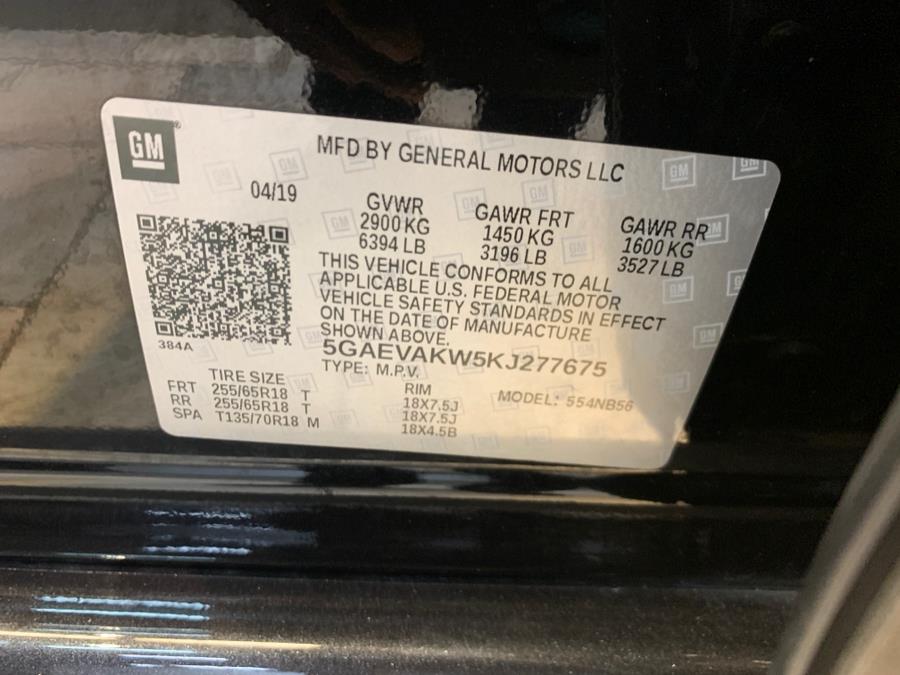 GM
MFD BY GENERAL MOTORS LLC
04/19
GVWR
2900 KG
6394 LB
GAWR FRT
1450 KG
3196 LB
GAWR RR
1600 KG
3527 LB
THIS VEHICLE CONFORMS TO ALL
APPLICABLE U.S. FEDERAL MOTOR
VEHICLE SAFETY STANDARDS IN EFFECT
ON THE DATE OF MANUFACTURE
SHOWN ABOVE.
384A
5GAEVAKW5KJ277675
TYPE: M.P.V.
MODEL: 554NB56
TIRE SIZE
RIM
FRT 255/65R18 T 18X7.5J
RR 255/65R18 T 18X7.5J
SPA T135/70R18 M 18X4.5B